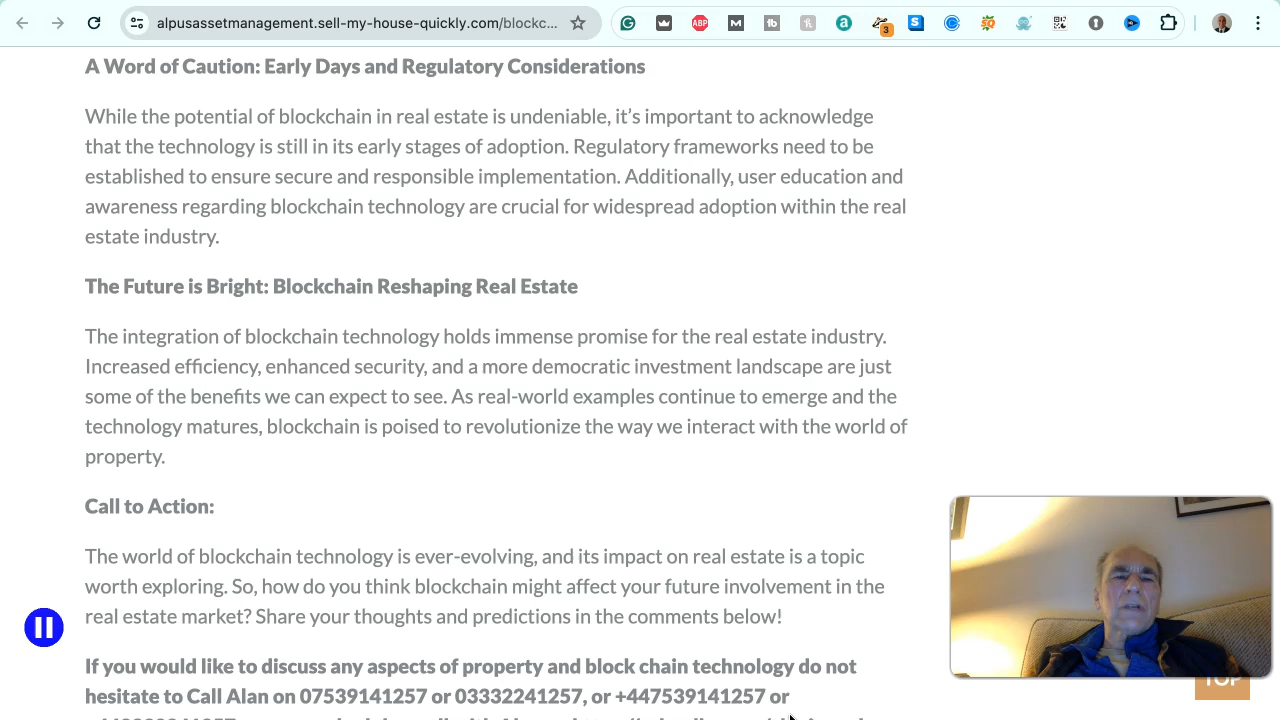 alpusassetmanagement.sell-my-house-quickly.com/blockc...
ABP
3
A Word of Caution: Early Days and Regulatory Considerations
While the potential of blockchain in real estate is undeniable, it's important to acknowledge
that the technology is still in its early stages of adoption. Regulatory frameworks need to be
established to ensure secure and responsible implementation. Additionally, user education and
awareness regarding blockchain technology are crucial for widespread adoption within the real
estate industry.
The Future is Bright: Blockchain Reshaping Real Estate
The integration of blockchain technology holds immense promise for the real estate industry.
Increased efficiency, enhanced security, and a more democratic investment landscape are just
some of the benefits we can expect to see. As real-world examples continue to emerge and the
technology matures, blockchain is poised to revolutionize the way we interact with the world of
property.
Call to Action:
The world of blockchain technology is ever-evolving, and its impact on real estate is a topic
worth exploring. So, how do you think blockchain might affect your future involvement in the
real estate market? Share your thoughts and predictions in the comments below!
If you would like to discuss any aspects of property and block chain technology do not
hesitate to Call Alan on 07539141257 or 03332241257, or +447539141257 or
TOP